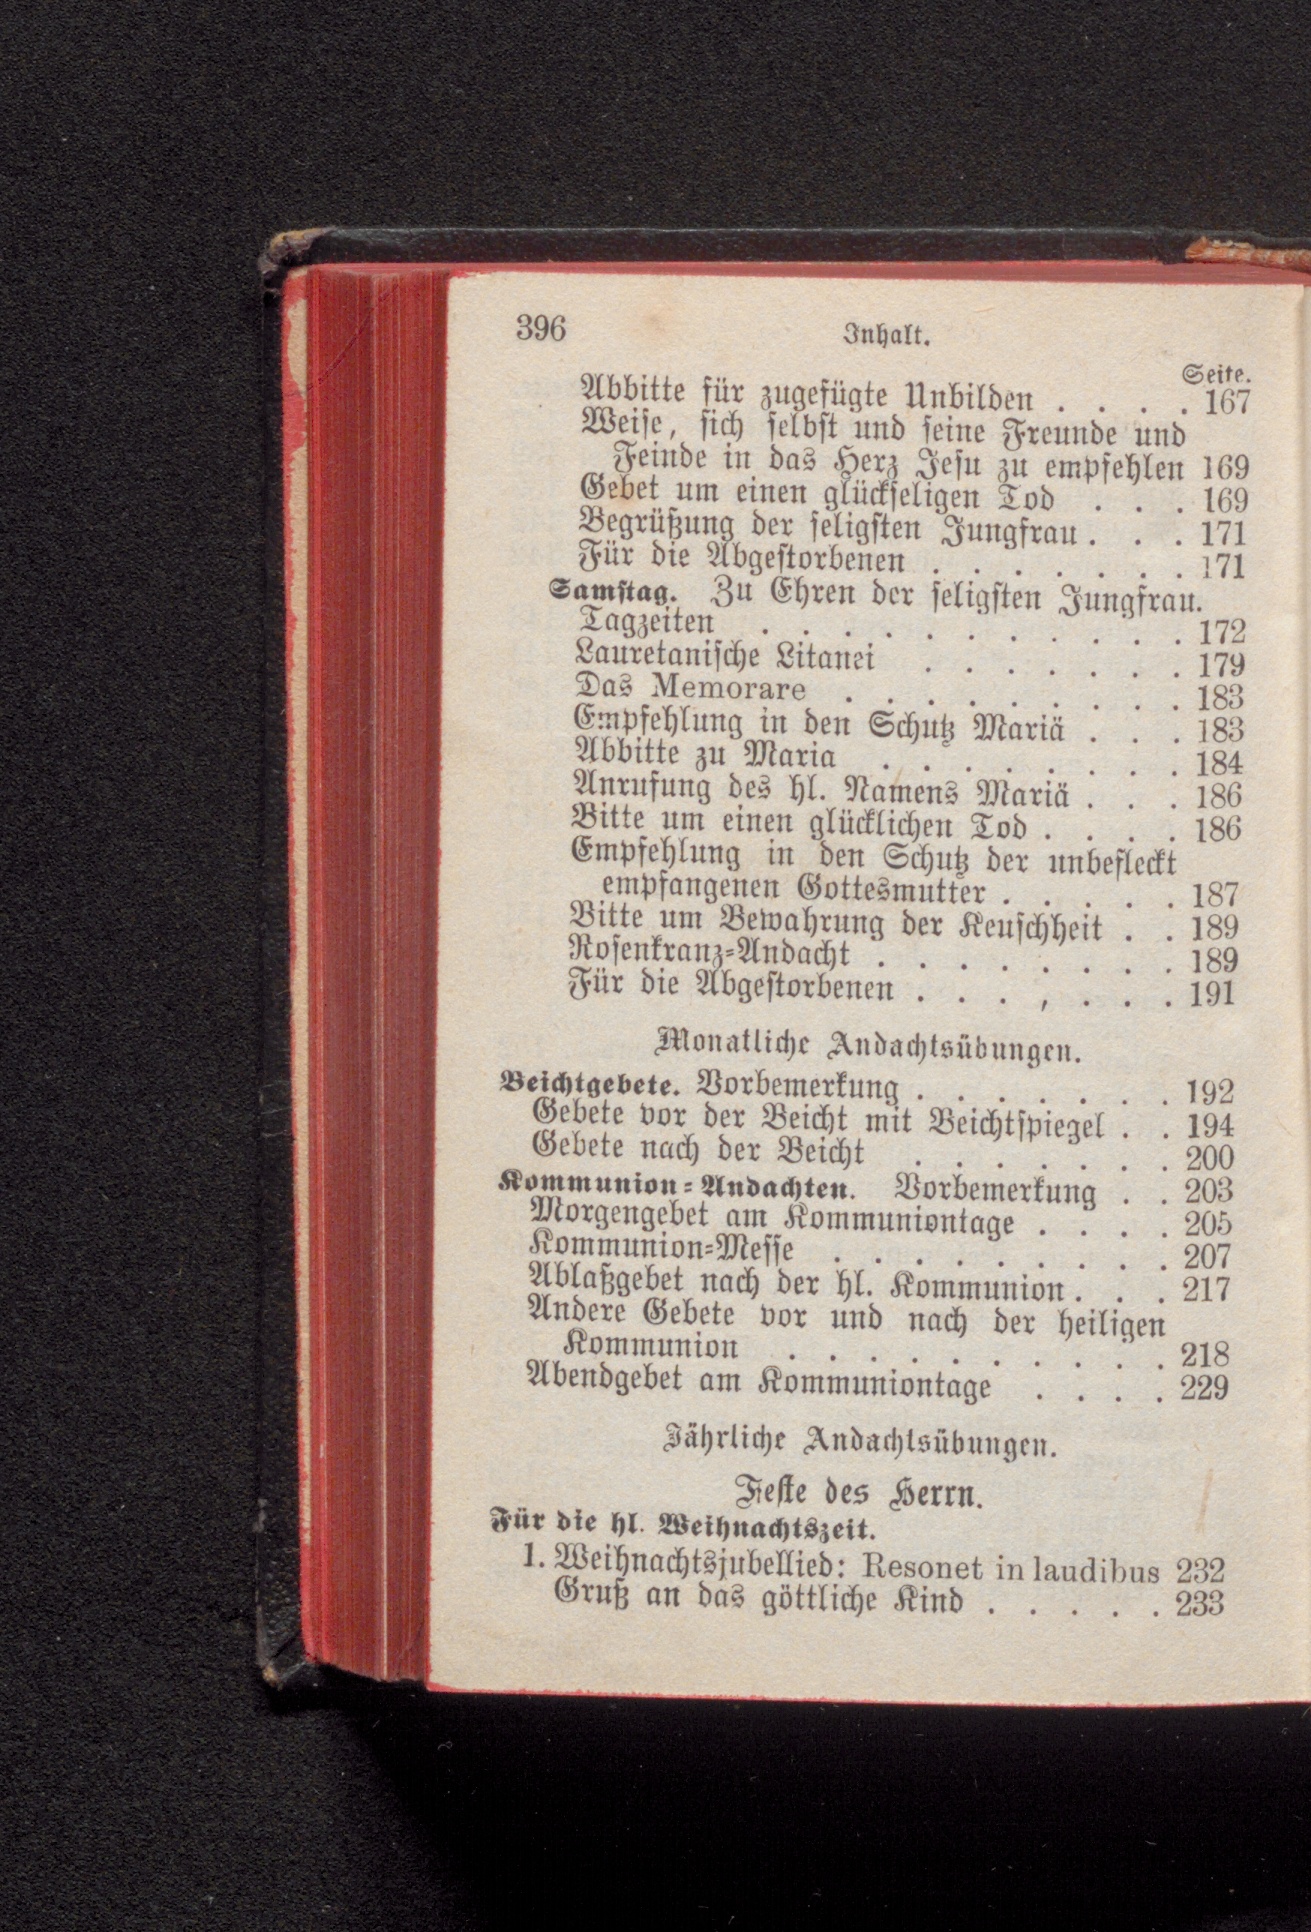 396 Inhalt.
Seite.
Abbitte für zugefügte Unbilden . . . . 167
Weise, sich selbst und seine Freunde und
Feinde in das Herz Jesu zu empfehlen 169
Gebet um einen glückseligen Tod . . . 169
Begrüßung der seligsten Jungfrau . . . 171
Für die Abgestorbenen . . . . . . . 171
Samstag. Zu Ehren der seligsten Jungfrau.
Tagzeiten . . . . . . . . . . . 172
Lauretanische Litanei . . . . . . . 179
Das Memorare . . . . . . . . . 183
Empfehlung in den Schutz Mariä . . . 183
Abbitte zu Maria . . . . . . . . 184
Anrufung des hl. Namens Mariä . . . 186
Bitte um einen glücklichen Tod . . . . 186
Empfehlung in den Schutz der unbefleckt
empfangenen Gottesmutter . . . . . 187
Bitte um Bewahrung der Keuschheit . . 189
Rosenkranz-Andacht . . . . . . . . 189
Für die Abgestorbenen . . . , . . . 191
Monatliche Andachtsübungen.
Beichtgebete. Vorbemerkung . . . . . . . 192
Gebete vor der Beicht mit Beichtspiegel . . 194
Gebete nach der Beicht . . . . . . . 200
Kommunion-Andachten. Vorbemerkung . . 203
Morgengebet am Kommuniontage . . . . 205
Kommunion-Messe . . . . . . . . . 207
Ablaßgebet nach der hl. Kommunion . . . 217
Andere Gebete vor und nach der heiligen
Kommunion . . . . . . . . . . 218
Abendgebet am Kommuniontage . . . . 229
Jährliche Andachtsübungen.
Feste des Herrn.
Für die hl. Weihnachtszeit.
1. Weihnachtsjubellied: Resonet in laudibus 232
Gruß an das göttliche Kind . . . . . 233